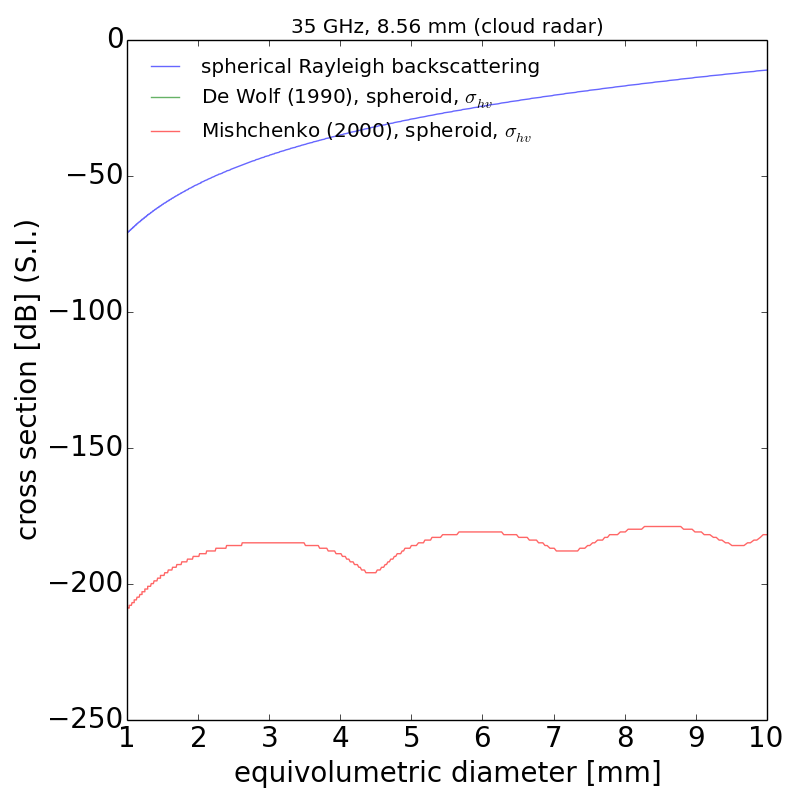 35 GHz, 8.56 mm (cloud radar)
spherical Rayleigh backscattering
De Wolf (1990), spheroid, σhv
Mishchenko (2000), spheroid, σhv
cross section [dB] (S.I.)
0
−50
−100
−150
−200
−250
1 2 3 4 5 6 7 8 9 10
equivolumetric diameter [mm]